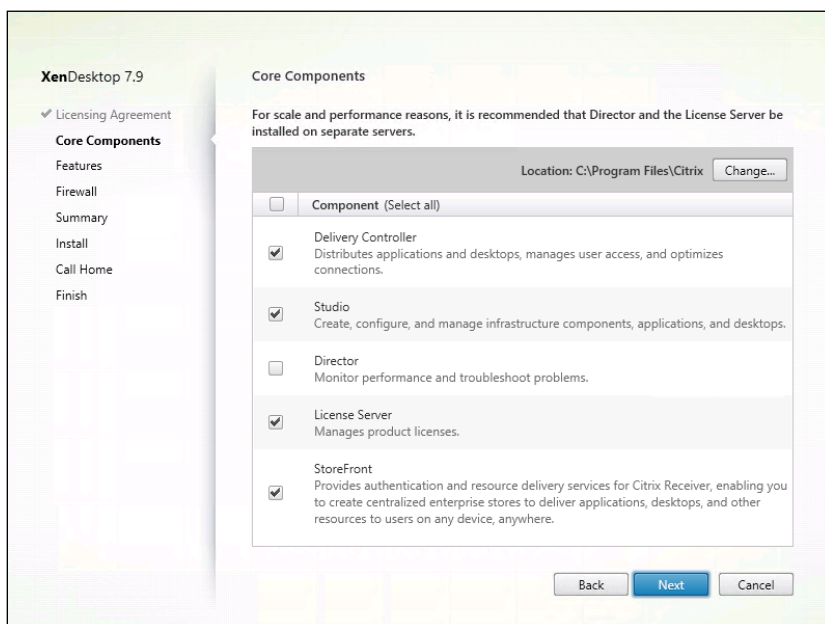 XenDesktop 7.9
Licensing Agreement
Core Components
Features
Firewall
Summary
Install
Call Home
Finish
Core Components
For scale and performance reasons, it is recommended that Director and the License Server be
installed on separate servers.
Location: C:\Program Files\Citrix
Change...
Component (Select all)
Delivery Controller
Distributes applications and desktops, manages user access, and optimizes
connections.
Studio
Create, configure, and manage infrastructure components, applications, and desktops.
Director
Monitor performance and troubleshoot problems.
License Server
Manages product licenses.
StoreFront
Provides authentication and resource delivery services for Citrix Receiver, enabling you
to create centralized enterprise stores to deliver applications, desktops, and other
resources to users on any device, anywhere.
Back
Next
Cancel